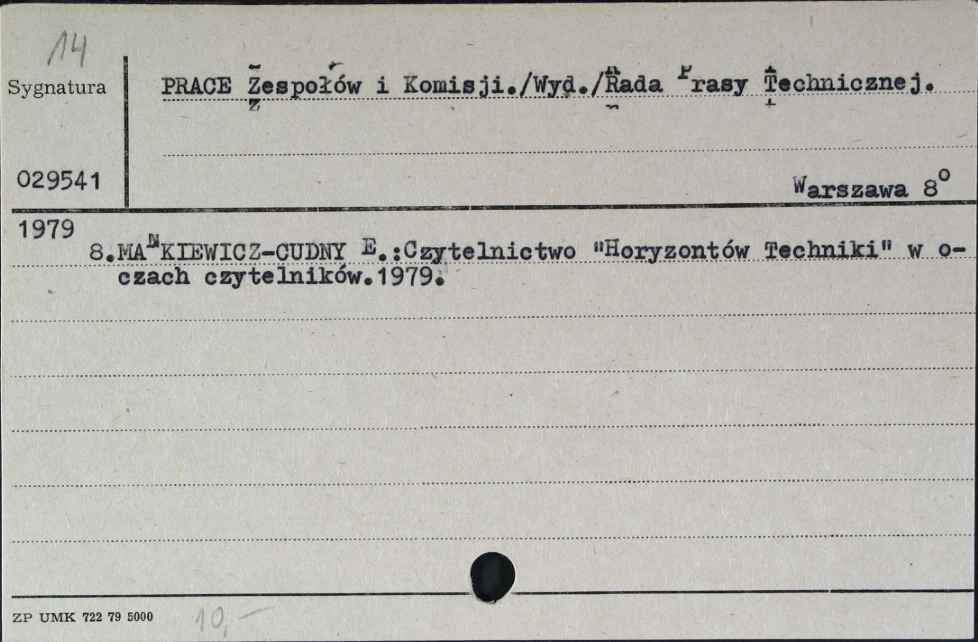 14
Sygnatura
PRACE Zespołów i Komisji./Wyd./Rada Prasy Technicznej.
029541
Warszawa 8°
1979
8.MAŃKIEWICZ-CUDNY E.:Czytelnictwo "Horyzontów Techniki" w o-
czach czytelników.1979.
ZP UMK 722 79 5000
10,-